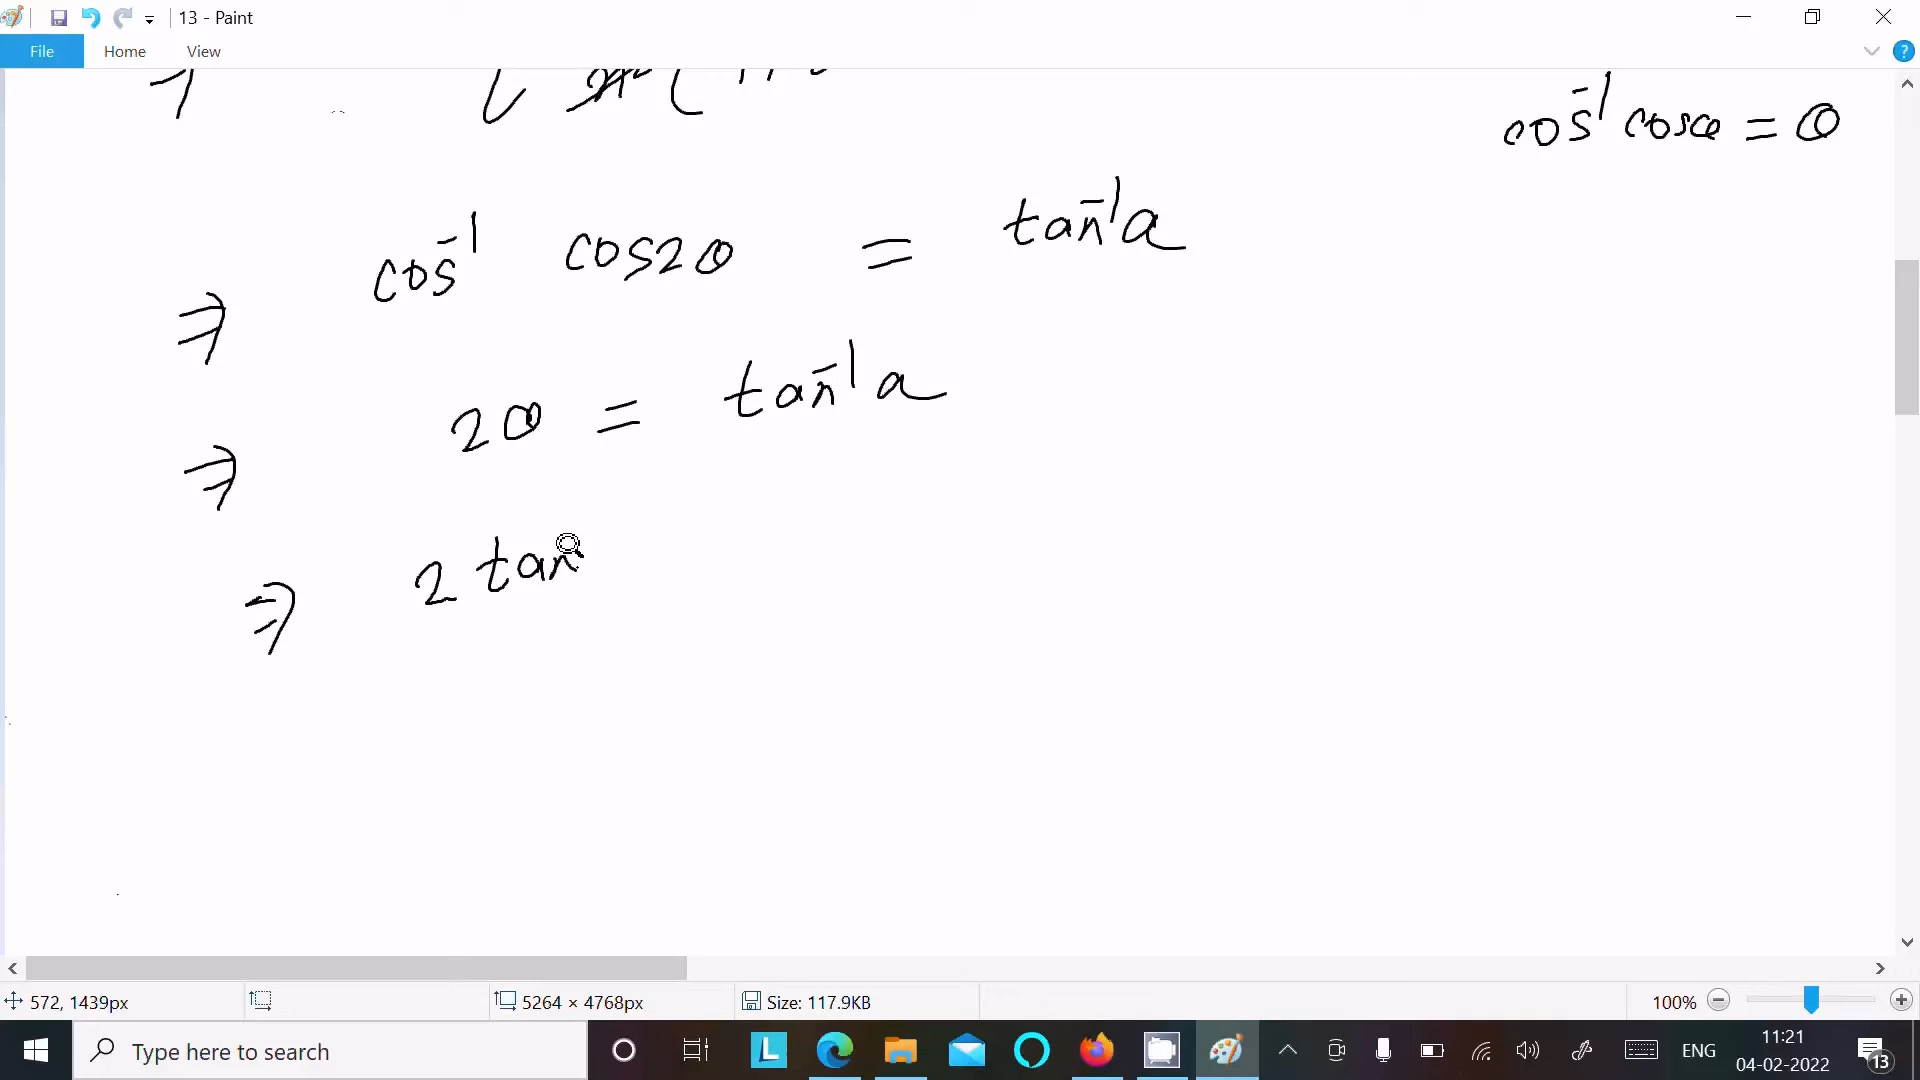 13 - Paint
File Home View
cos⁻¹ cosθ = θ
⇒ cos⁻¹ cos2θ = tan⁻¹a
⇒ 2θ = tan⁻¹a
⇒ 2 tan
572, 1439px 5264 × 4768px Size: 117.9KB 100%
Type here to search
ENG 11:21
04-02-2022
13